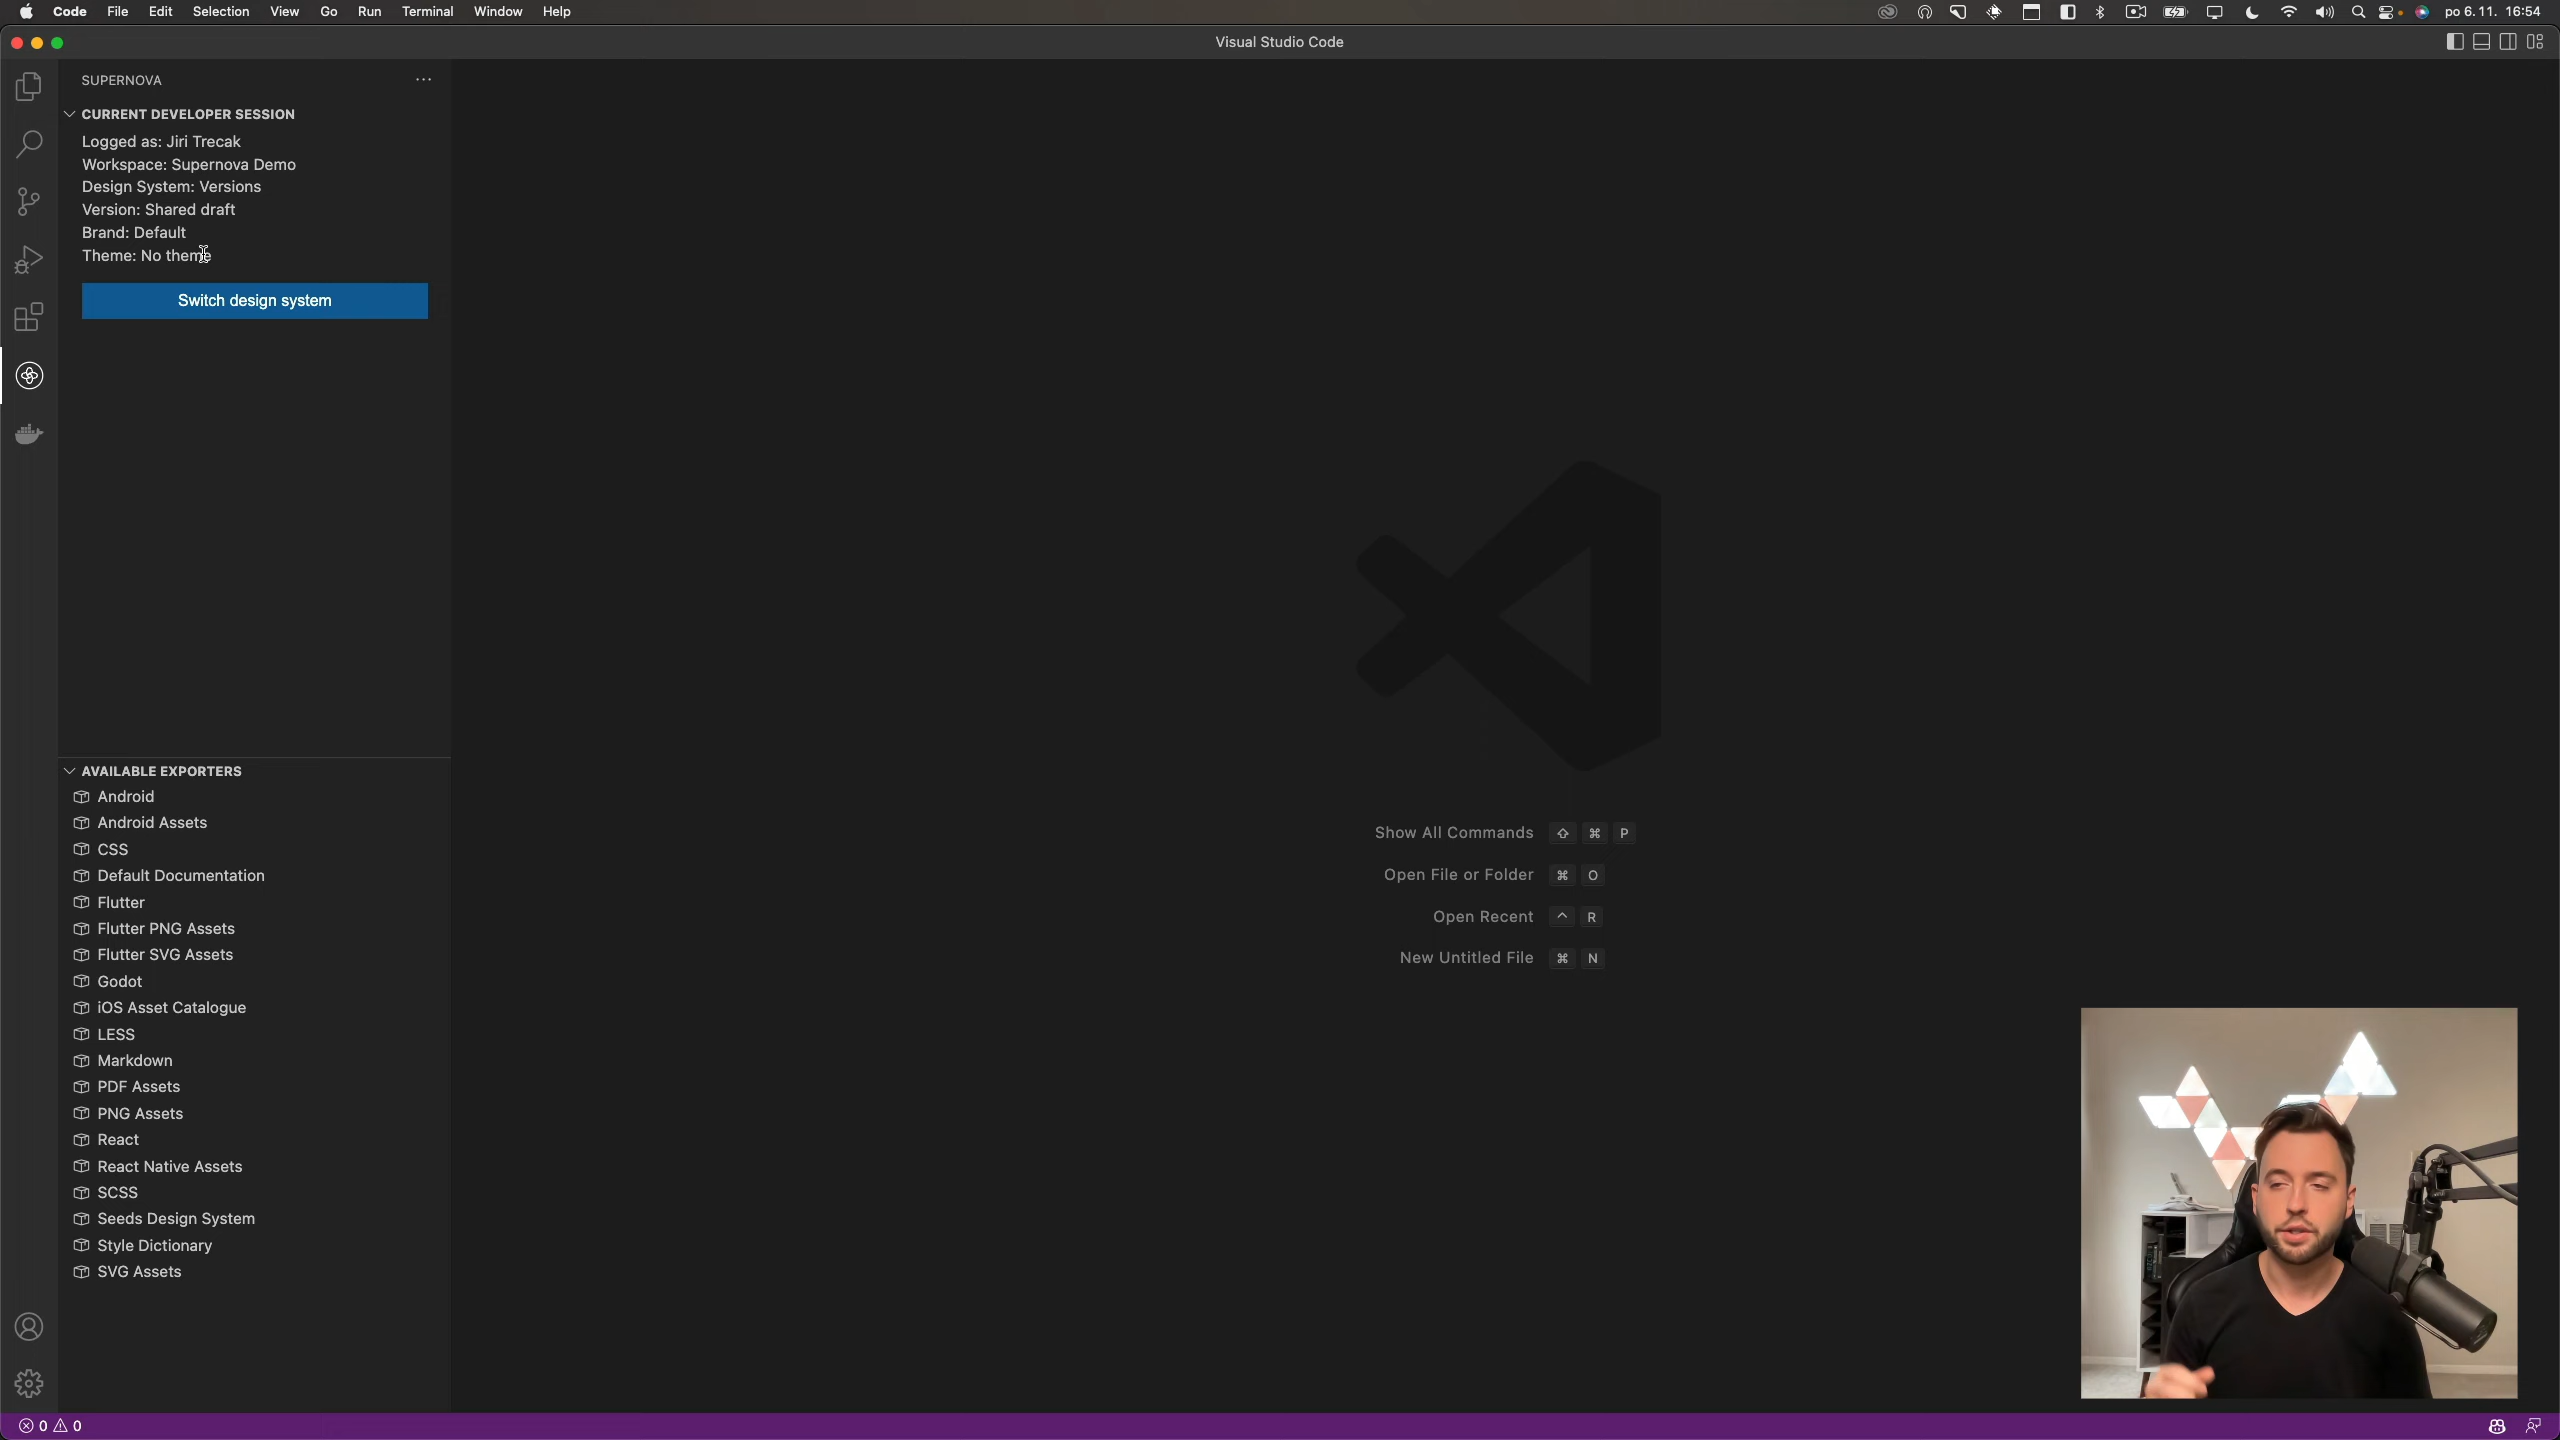 Code File Edit Selection View Go Run Terminal Window Help po 6. 11. 16:54
Visual Studio Code
SUPERNOVA
CURRENT DEVELOPER SESSION
Logged as: Jiri Trecak
Workspace: Supernova Demo
Design System: Versions
Version: Shared draft
Brand: Default
Theme: No theme
Switch design system
AVAILABLE EXPORTERS
Android
Android Assets
CSS
Default Documentation
Flutter
Flutter PNG Assets
Flutter SVG Assets
Godot
iOS Asset Catalogue
LESS
Markdown
PDF Assets
PNG Assets
React
React Native Assets
SCSS
Seeds Design System
Style Dictionary
SVG Assets
Show All Commands ⇧ ⌘ P
Open File or Folder ⌘ O
Open Recent ^ R
New Untitled File ⌘ N
0 0